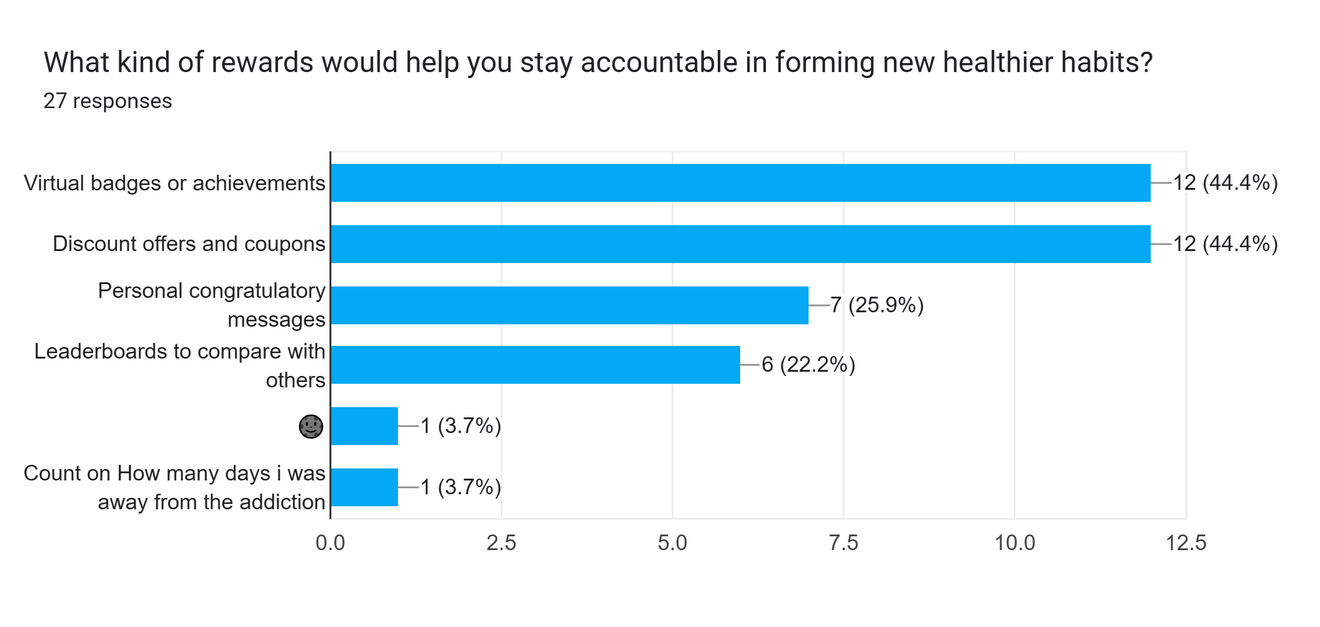 What kind of rewards would help you stay accountable in forming new healthier habits?
27 responses
Virtual badges or achievements
12 (44.4%)
Discount offers and coupons
12 (44.4%)
Personal congratulatory
messages
7 (25.9%)
Leaderboards to compare with
others
6 (22.2%)
1 (3.7%)
Count on How many days i was
away from the addiction
1 (3.7%)
0.0 2.5 5.0 7.5 10.0 12.5